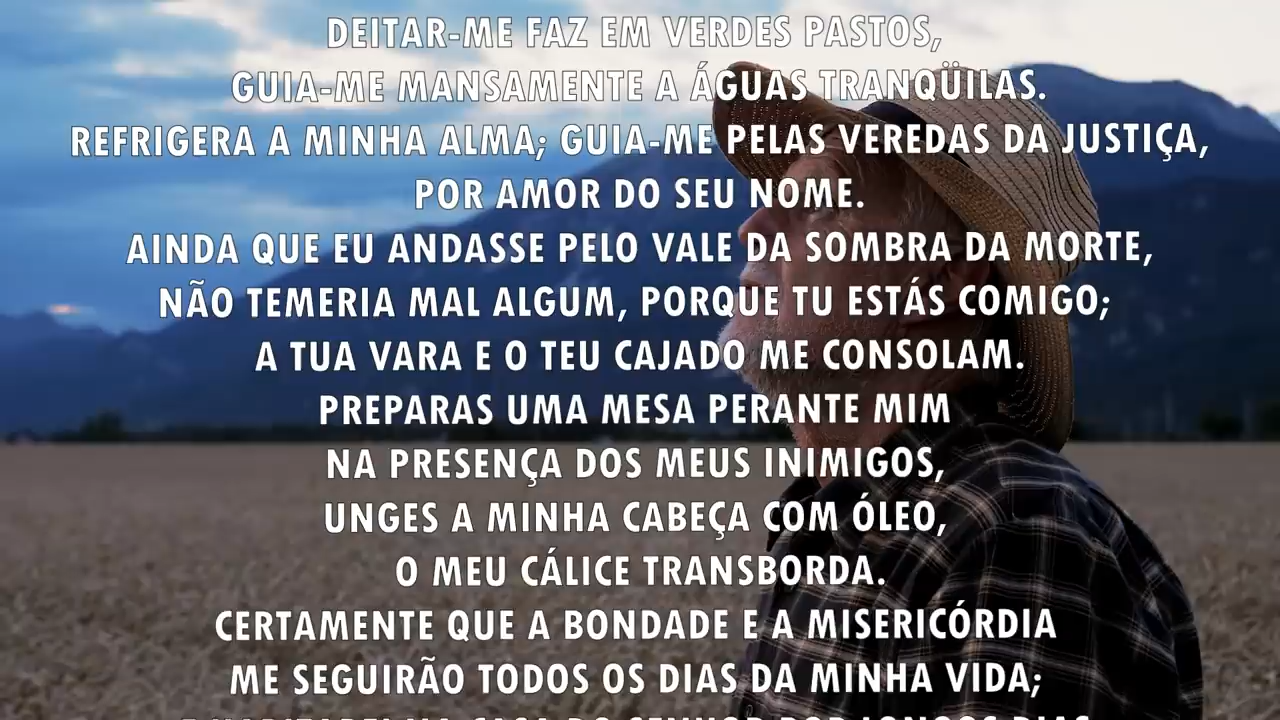 DEITAR-ME FAZ EM VERDES PASTOS,
GUIA-ME MANSAMENTE A ÁGUAS TRANQÜILAS.
REFRIGERA A MINHA ALMA; GUIA-ME PELAS VEREDAS DA JUSTIÇA,
POR AMOR DO SEU NOME.
AINDA QUE EU ANDASSE PELO VALE DA SOMBRA DA MORTE,
NÃO TEMERIA MAL ALGUM, PORQUE TU ESTÁS COMIGO;
A TUA VARA E O TEU CAJADO ME CONSOLAM.
PREPARAS UMA MESA PERANTE MIM
NA PRESENÇA DOS MEUS INIMIGOS,
UNGES A MINHA CABEÇA COM ÓLEO,
O MEU CÁLICE TRANSBORDA.
CERTAMENTE QUE A BONDADE E A MISERICÓRDIA
ME SEGUIRÃO TODOS OS DIAS DA MINHA VIDA;